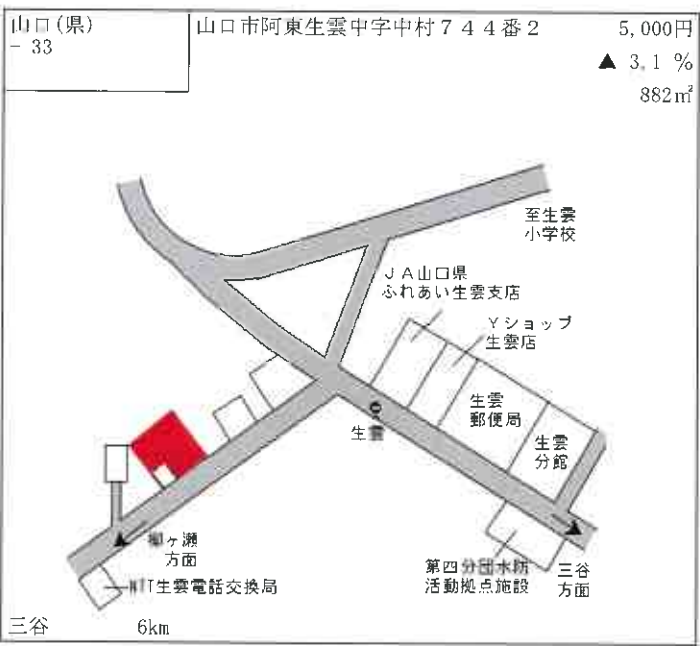 山口(県)
- 33
山口市阿東生雲中字中村７４４番２
5,000円
▲ 3.1 %
882㎡
至生雲
小学校
ＪＡ山口県
ふれあい生雲支店
Ｙショップ
生雲店
生雲
郵便局
生雲
分館
生雲
柳ヶ瀬
方面
NTT生雲電話交換局
第四分団水防
活動拠点施設
三谷
方面
三谷 6km